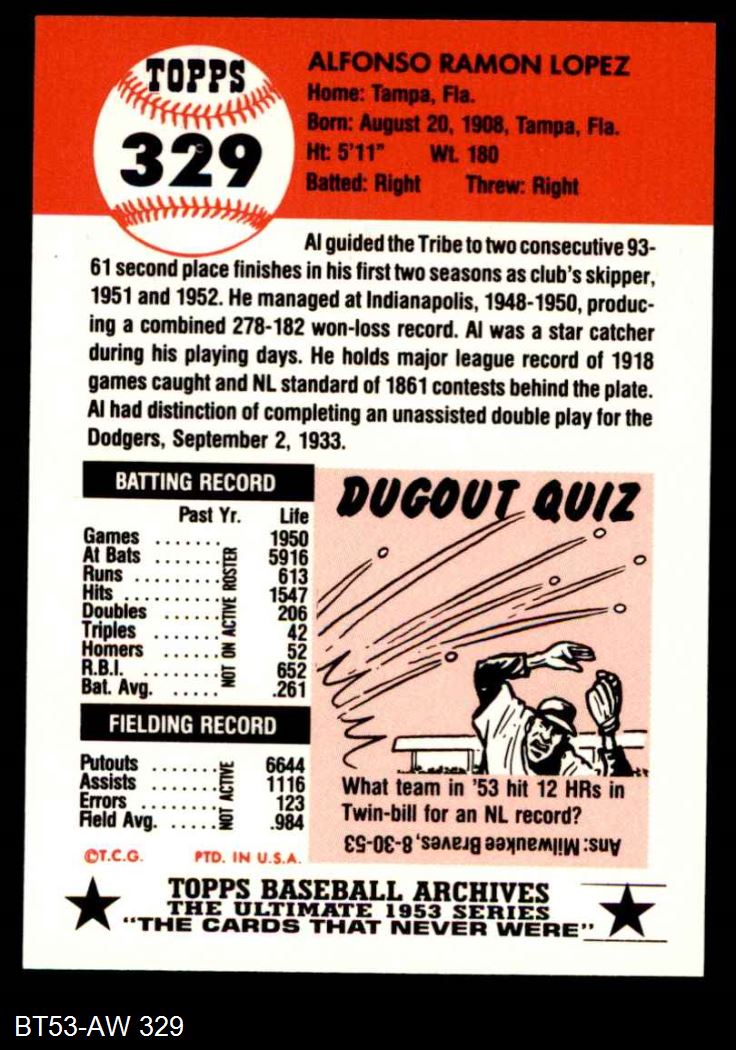 TOPPS
329
ALFONSO RAMON LOPEZ
Home: Tampa, Fla.
Born: August 20, 1908, Tampa, Fla.
Ht: 5'11" Wt. 180
Batted: Right Threw: Right
Al guided the Tribe to two consecutive 93-
61 second place finishes in his first two seasons as club's skipper,
1951 and 1952. He managed at Indianapolis, 1948-1950, produc-
ing a combined 278-182 won-loss record. Al was a star catcher
during his playing days. He holds major league record of 1918
games caught and NL standard of 1861 contests behind the plate.
Al had distinction of completing an unassisted double play for the
Dodgers, September 2, 1933.
BATTING RECORD
Past Yr. Life
Games ....... 1950
At Bats ...... 5916
Runs ........ 613
Hits ......... 1547
Doubles ..... 206
Triples ...... 42
Homers ..... 52
R.B.I. ....... 652
Bat. Avg. ..... .261
NOT ON ACTIVE ROSTER
FIELDING RECORD
Putouts ...... 6644
Assists ...... 1116
Errors ....... 123
Field Avg. ..... .984
NOT ACTIVE
©T.C.G. PTD. IN U.S.A.
DUGOUT QUIZ
What team in '53 hit 12 HRs in
Twin-bill for an NL record?
Ans: Milwaukee Braves, 8-30-53
TOPPS BASEBALL ARCHIVES
THE ULTIMATE 1953 SERIES
"THE CARDS THAT NEVER WERE"
BT53-AW 329